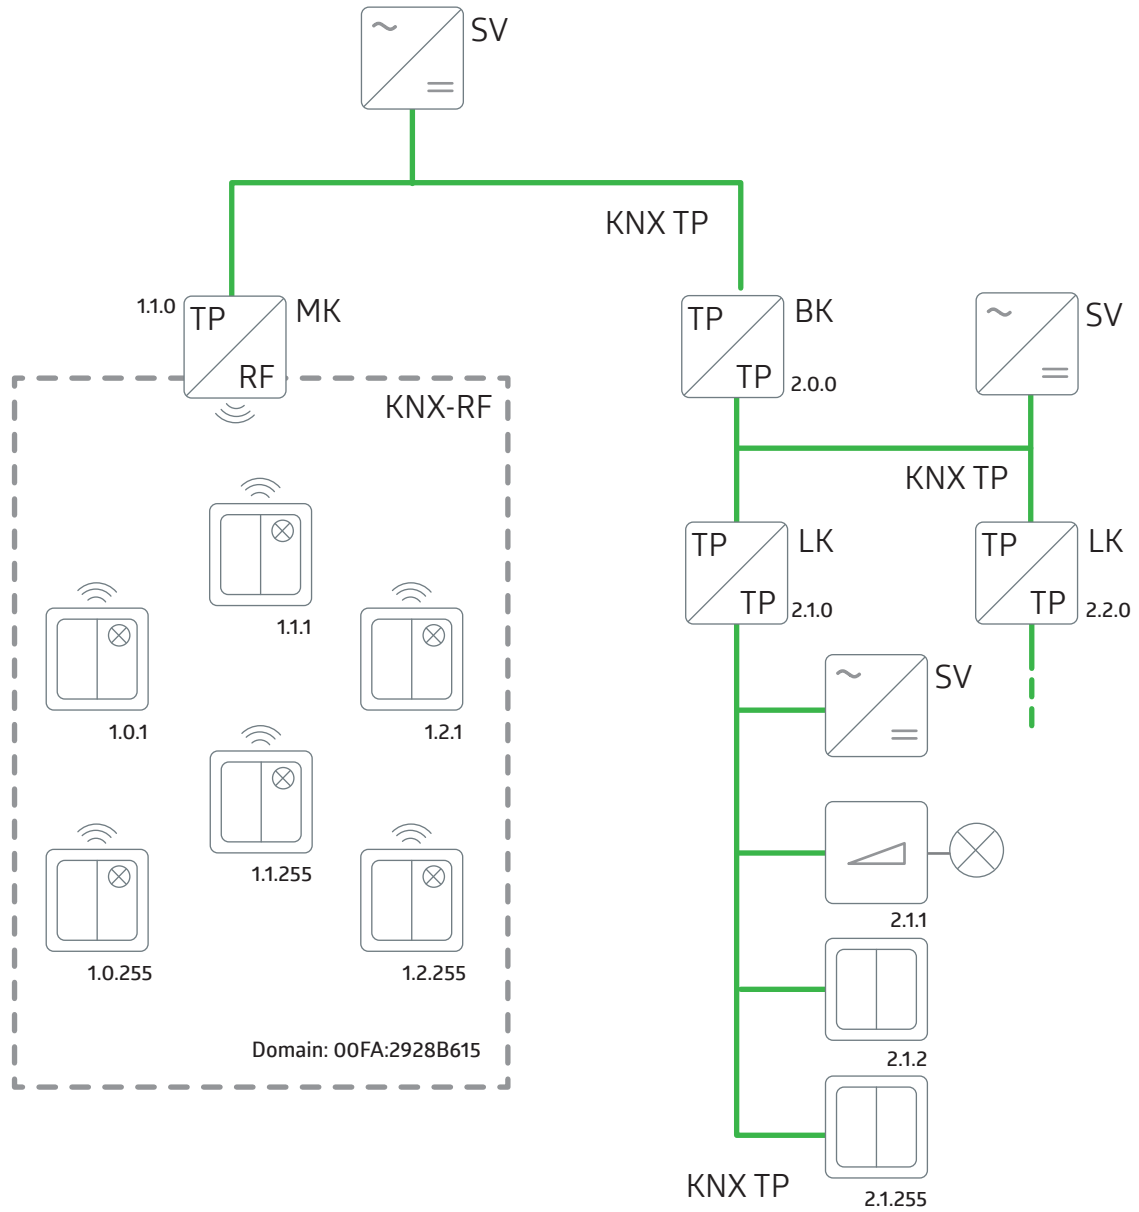 SV
KNX TP
1.1.0
TP
RF
MK
TP
TP
BK
2.0.0
SV
KNX-RF
KNX TP
1.1.1
1.0.1
1.2.1
1.1.255
1.0.255
1.2.255
Domain: 00FA:2928B615
TP
TP
LK
2.1.0
TP
TP
LK
2.2.0
SV
2.1.1
2.1.2
KNX TP
2.1.255